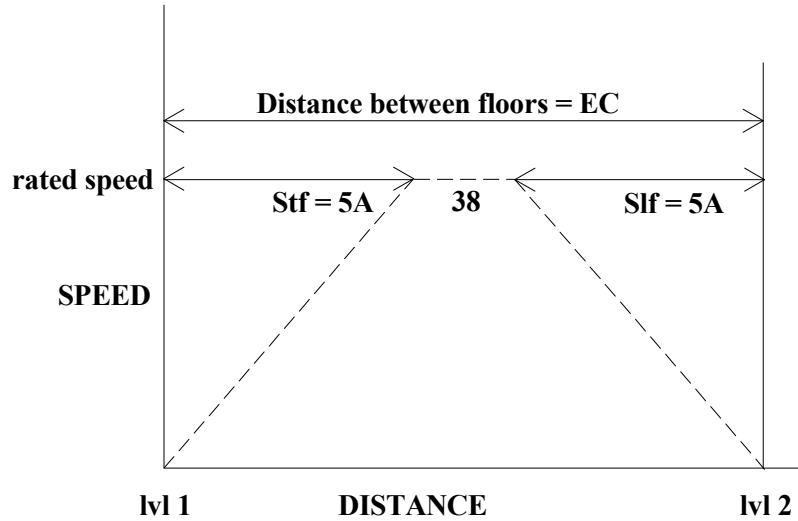 Distance between floors = EC
rated speed
Stf = 5A
38
Slf = 5A
SPEED
lvl 1
DISTANCE
lvl 2